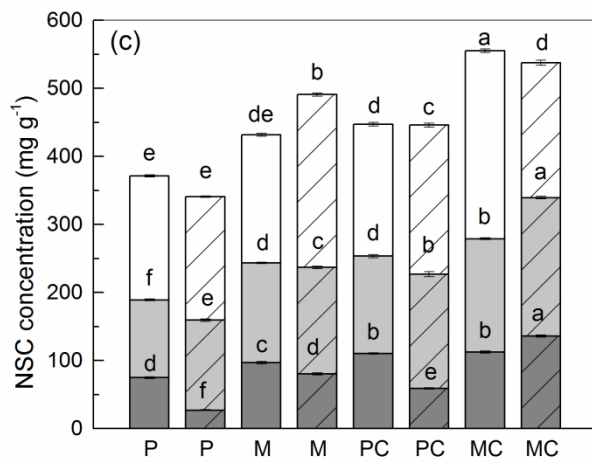 (c)
NSC concentration (mg g⁻¹)
600
500
400
300
200
100
0
e e de b d c a d
f e d c d b b a
d f c d b e b a
P P M M PC PC MC MC